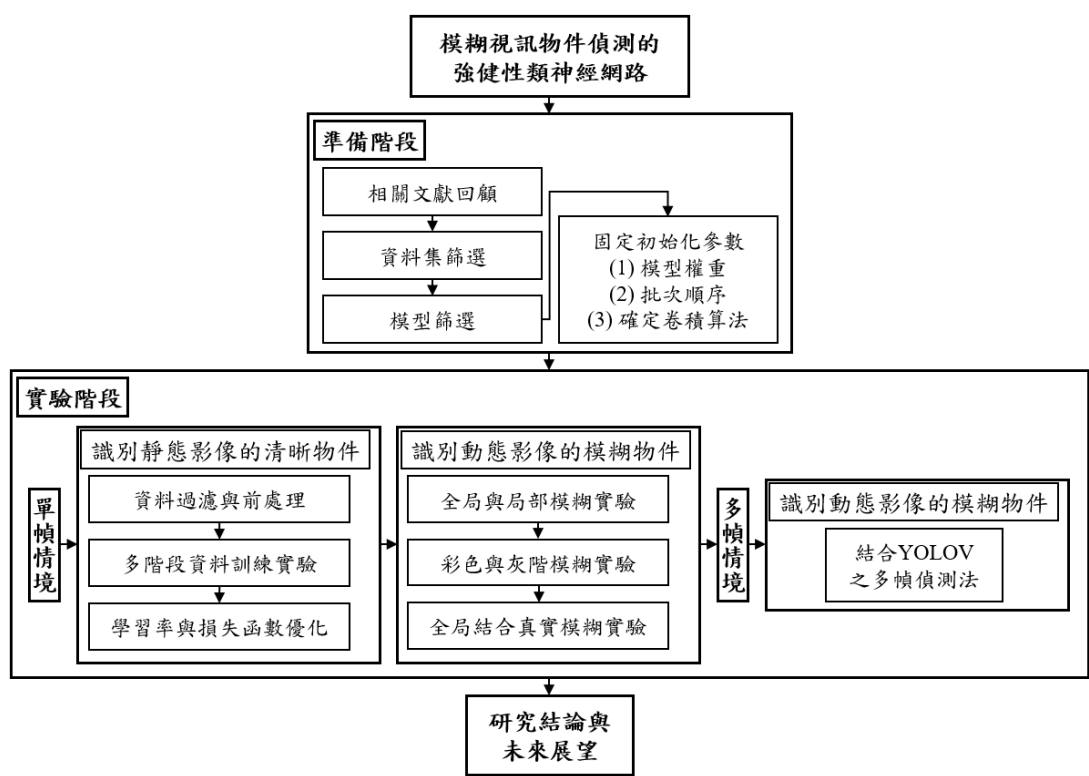 模糊視訊物件偵測的
強健性類神經網路
準備階段
相關文獻回顧
資料集篩選
模型篩選
固定初始化參數
(1) 模型權重
(2) 批次順序
(3) 確定卷積算法
實驗階段
單幀情境
識別靜態影像的清晰物件
資料過濾與前處理
多階段資料訓練實驗
學習率與損失函數優化
識別動態影像的模糊物件
全局與局部模糊實驗
彩色與灰階模糊實驗
全局結合真實模糊實驗
多幀情境
識別動態影像的模糊物件
結合YOLOV
之多幀偵測法
研究結論與
未來展望